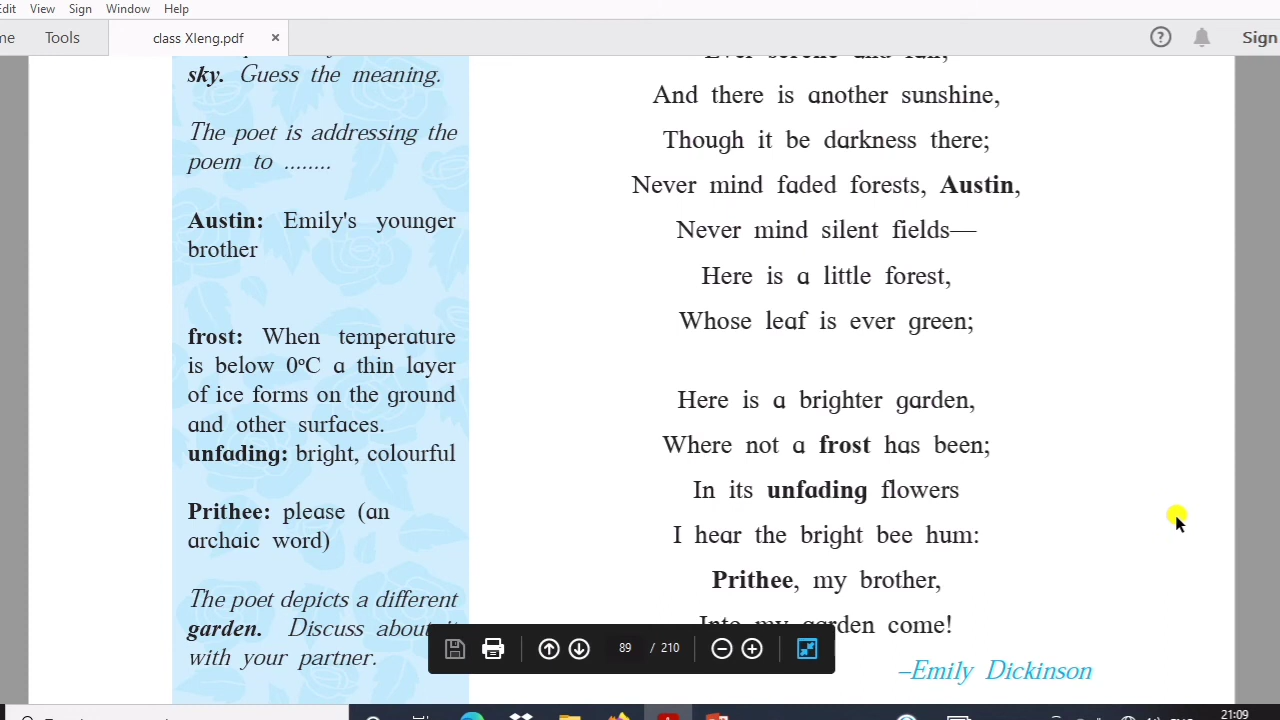 View Sign Window Help
Tools class XIeng.pdf ×
Sign
sky. Guess the meaning.
The poet is addressing the
poem to ........
Austin: Emily's younger
brother
frost: When temperature
is below 0°C a thin layer
of ice forms on the ground
and other surfaces.
unfading: bright, colourful
Prithee: please (an
archaic word)
The poet depicts a different
garden. Discuss about it
with your partner.
And there is another sunshine,
Though it be darkness there;
Never mind faded forests, Austin,
Never mind silent fields—
Here is a little forest,
Whose leaf is ever green;
Here is a brighter garden,
Where not a frost has been;
In its unfading flowers
I hear the bright bee hum:
Prithee, my brother,
Into my garden come!
–Emily Dickinson
89 / 210
21:09